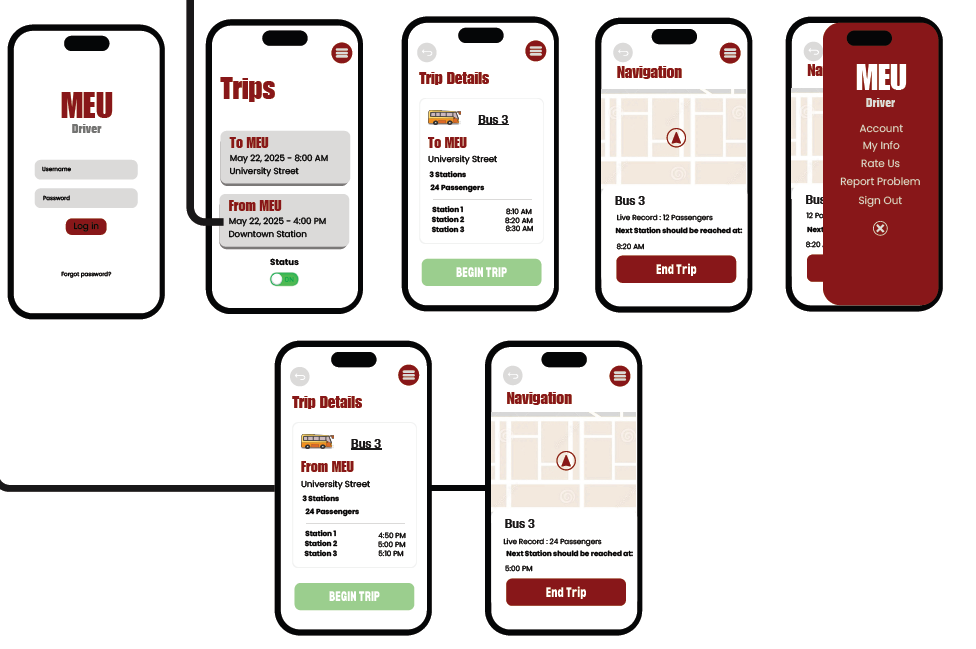 MEU
Driver
Username
Password
Log in
Forgot password?
Trips
To MEU
May 22, 2025 - 8:00 AM
University Street
From MEU
May 22, 2025 - 4:00 PM
Downtown Station
Status
ON
Trip Details
Bus 3
To MEU
University Street
3 Stations
24 Passengers
Station 1 8:10 AM
Station 2 8:20 AM
Station 3 8:30 AM
BEGIN TRIP
Navigation
Bus 3
Live Record : 12 Passengers
Next Station should be reached at:
8:20 AM
End Trip
Na
Bus
12 Pa
Next
8:20
MEU
Driver
Account
My Info
Rate Us
Report Problem
Sign Out
Trip Details
Bus 3
From MEU
University Street
3 Stations
24 Passengers
Station 1 4:50 PM
Station 2 5:00 PM
Station 3 5:10 PM
BEGIN TRIP
Navigation
Bus 3
Live Record : 24 Passengers
Next Station should be reached at:
5:00 PM
End Trip